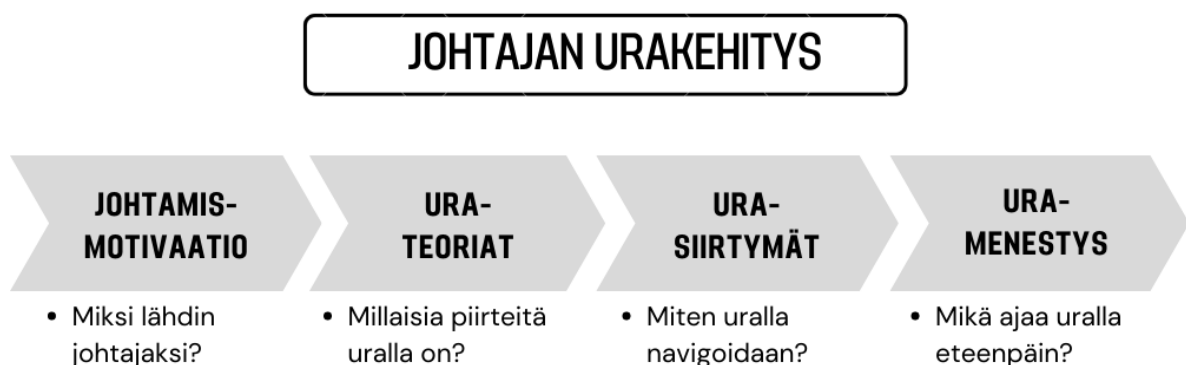 JOHTAJAN URAKEHITYS
JOHTAMIS-
MOTIVAATIO
• Miksi lähdin
johtajaksi?
URA-
TEORIAT
• Millaisia piirteitä
uralla on?
URA-
SIIRTYMÄT
• Miten uralla
navigoidaan?
URA-
MENESTYS
• Mikä ajaa uralla
eteenpäin?